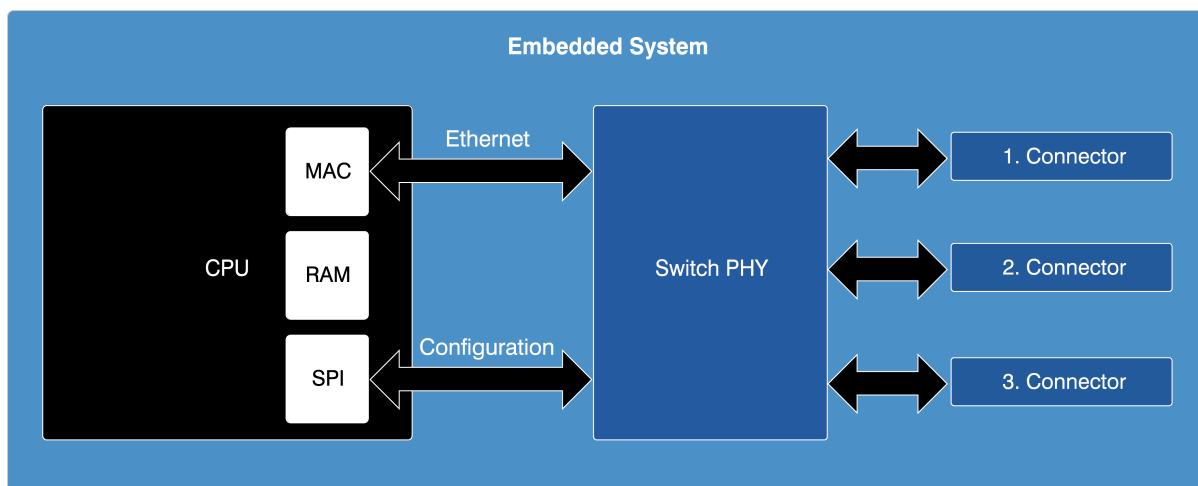 Embedded System
Ethernet
MAC
1. Connector
CPU
RAM
Switch PHY
2. Connector
Configuration
SPI
3. Connector